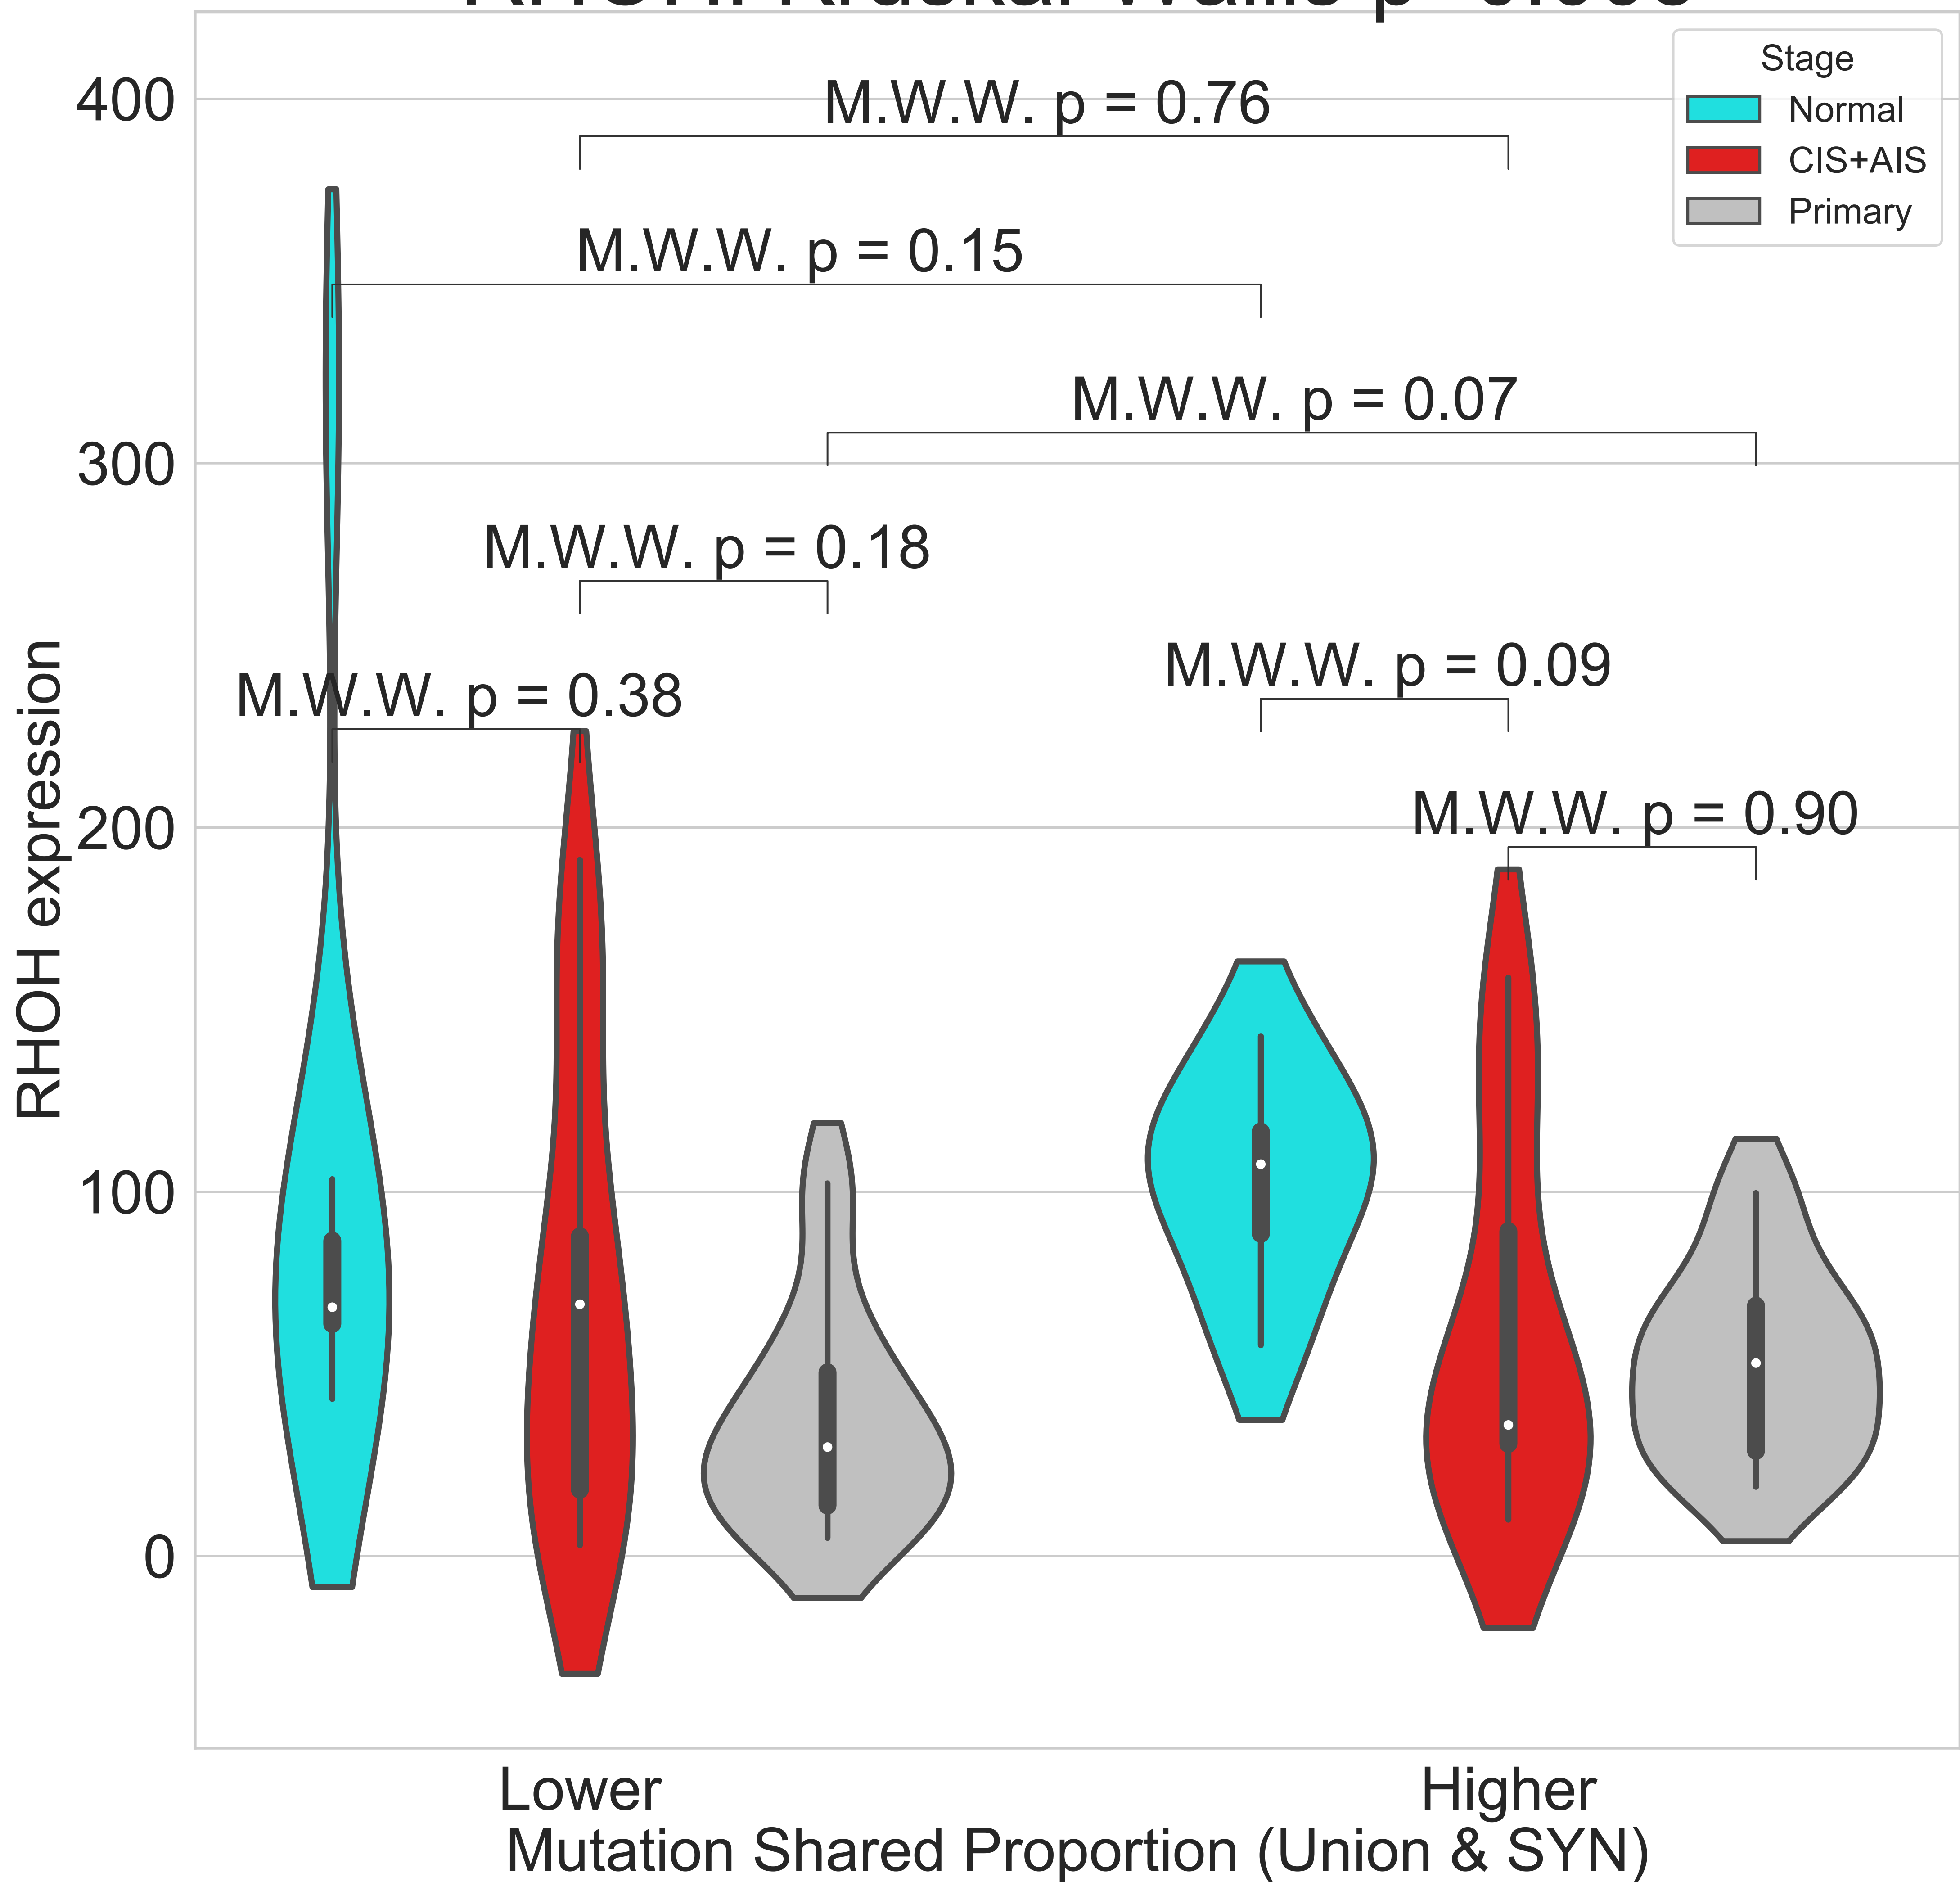 400
300
200
100
0
RHOH expression
M.W.W. p = 0.76
M.W.W. p = 0.15
M.W.W. p = 0.07
M.W.W. p = 0.18
M.W.W. p = 0.38
M.W.W. p = 0.09
M.W.W. p = 0.90
Stage
Normal
CIS+AIS
Primary
Lower
Higher
Mutation Shared Proportion (Union & SYN)